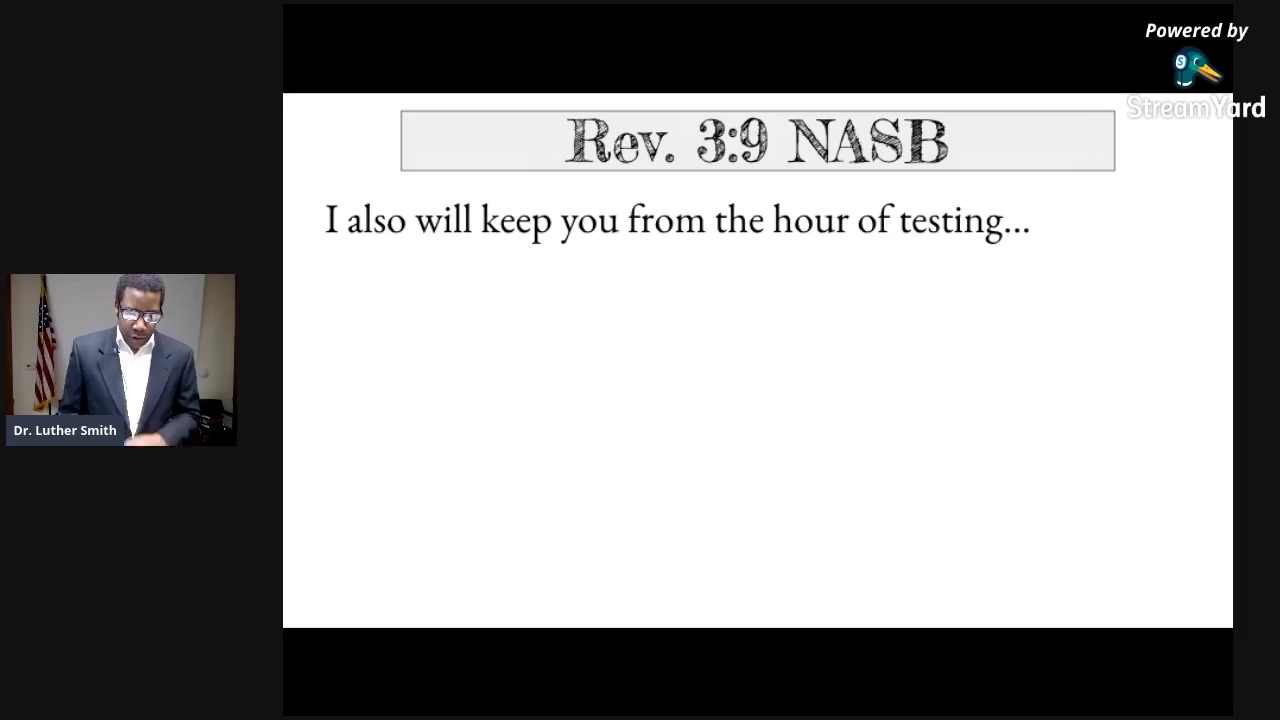 Powered by
StreamYard
Rev. 3:9 NASB
I also will keep you from the hour of testing...
Dr. Luther Smith